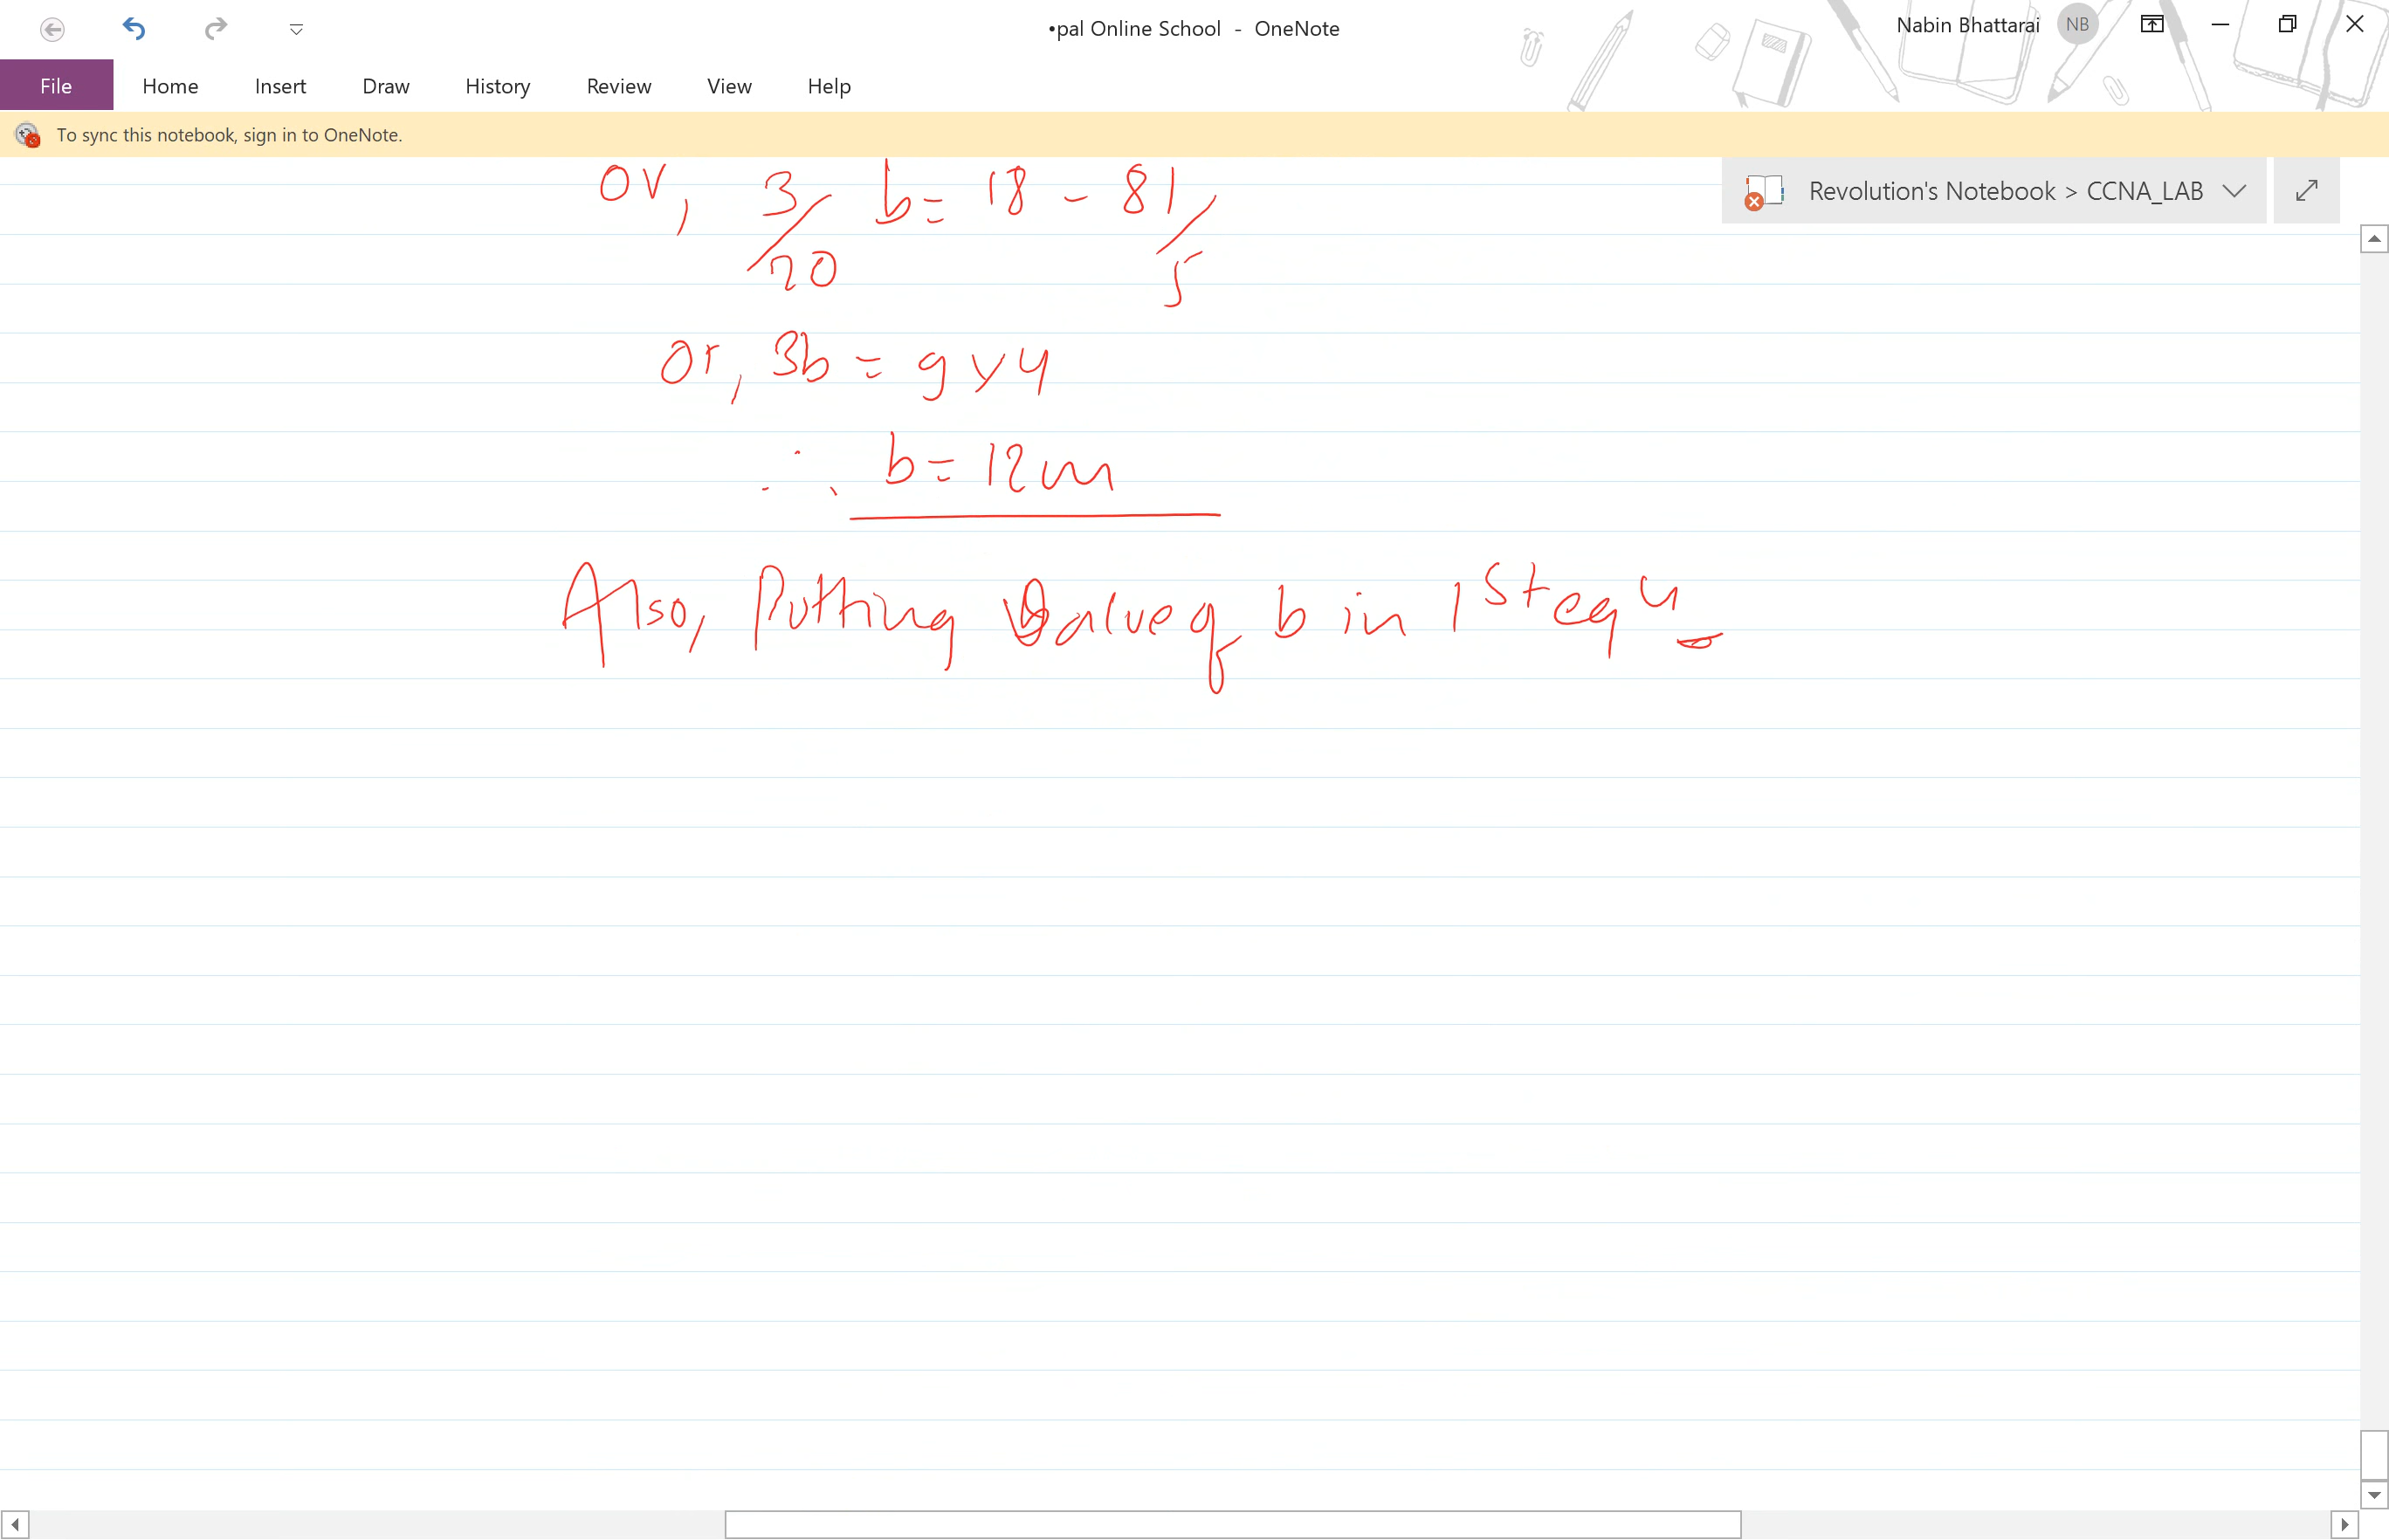 •pal Online School - OneNote
Nabin Bhattarai NB
File Home Insert Draw History Review View Help
To sync this notebook, sign in to OneNote.
Revolution's Notebook > CCNA_LAB
or, 3/20 b = 18 - 81/5
or, 3b = 9 x 4
∴ b = 12m
Also, Putting Value of b in 1st eqn